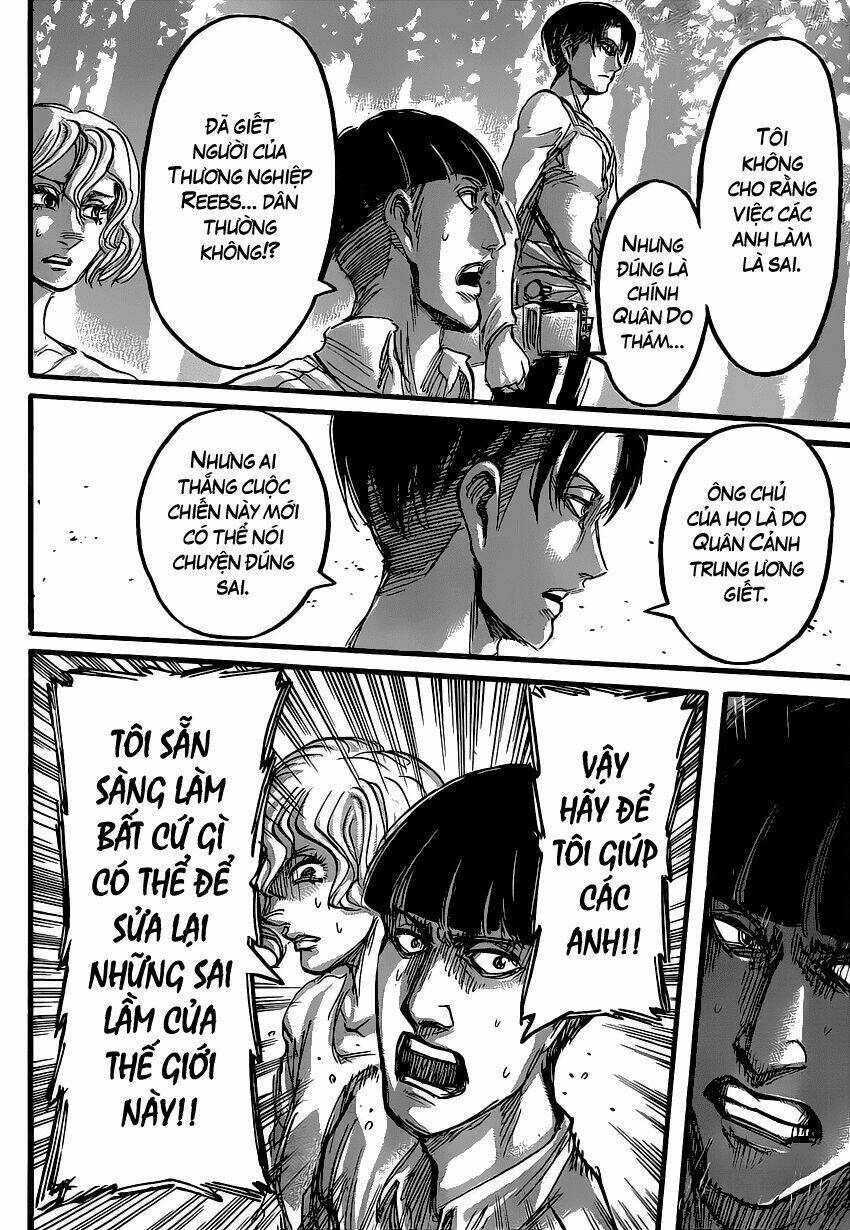 TÔI
KHÔNG
CHO RẰNG
VIỆC CÁC
ANH LÀM
LÀ SAI.
NHƯNG
ĐÚNG LÀ
CHÍNH
QUÂN DO
THÁM...
ĐÃ GIẾT
NGƯỜI CỦA
THƯƠNG NGHIỆP
REEBS... DÂN
THƯỜNG
KHÔNG!?
ÔNG CHỦ
CỦA HỌ LÀ DO
QUÂN CẢNH
TRUNG ƯƠNG
GIẾT.
NHƯNG AI
THẮNG CUỘC
CHIẾN NÀY MỚI
CÓ THỂ NÓI
CHUYỆN ĐÚNG
SAI.
VẬY
HÃY ĐỂ
TÔI GIÚP
CÁC
ANH!!
TÔI SẴN
SÀNG LÀM
BẤT CỨ GÌ
CÓ THỂ ĐỂ
SỬA LẠI
NHỮNG SAI
LẦM CỦA
THẾ GIỚI
NÀY!!